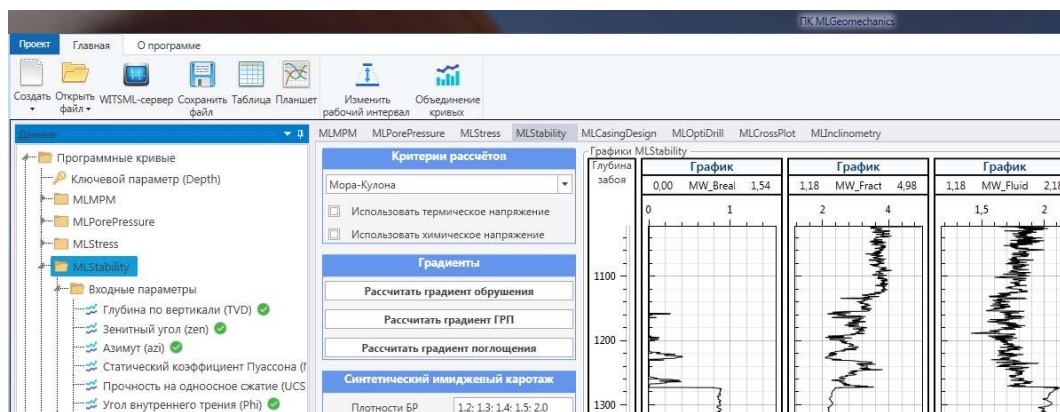 ПК MLGeomechanics
Проект Главная О программе
Создать Открыть файл WITSML-сервер Сохранить файл Таблица Планшет Изменить рабочий интервал Объединение кривых
Данные
Программные кривые
Ключевой параметр (Depth)
MLMPM
MLPorePressure
MLStress
MLStability
Входные параметры
Глубина по вертикали (TVD)
Зенитный угол (zen)
Азимут (azi)
Статический коэффициент Пуассона (
Прочность на одноосное сжатие (UCS
Угол внутреннего трения (Phi)
MLMPM MLPorePressure MLStress MLStability MLCasingDesign MLOptiDrill MLCrossPlot MLInclinometry
Критерии рассчётов
Мора-Кулона
Использовать термическое напряжение
Использовать химическое напряжение
Градиенты
Рассчитать градиент обрушения
Рассчитать градиент ГРП
Рассчитать градиент поглощения
Синтетический имиджевый каротаж
Плотности БР 1.2; 1.3; 1.4; 1.5; 2.0
Графики MLStability
Глубина забоя
График График График
0,00 MW_Breal 1,54 1,18 MW_Fract 4,98 1,18 MW_Fluid 2,18
0 1 2 4 1,5 2
1100
1200
1300